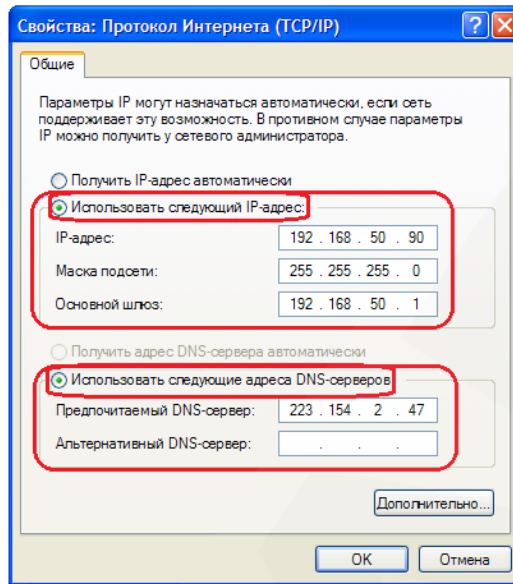 Свойства: Протокол Интернета (TCP/IP)
Общие
Параметры IP могут назначаться автоматически, если сеть
поддерживает эту возможность. В противном случае параметры
IP можно получить у сетевого администратора.
Получить IP-адрес автоматически
Использовать следующий IP-адрес:
IP-адрес: 192 . 168 . 50 . 90
Маска подсети: 255 . 255 . 255 . 0
Основной шлюз: 192 . 168 . 50 . 1
Получить адрес DNS-сервера автоматически
Использовать следующие адреса DNS-серверов
Предпочитаемый DNS-сервер: 223 . 154 . 2 . 47
Альтернативный DNS-сервер: . . .
Дополнительно...
OK Отмена